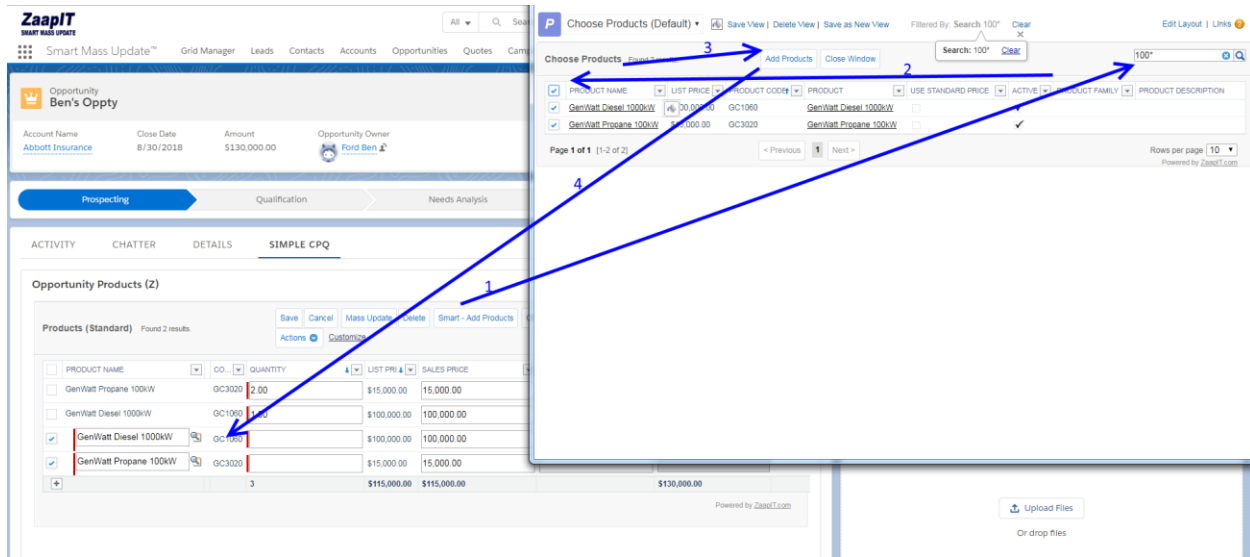 ZaapIT
SMART MASS UPDATE
All
Smart Mass Update™ Grid Manager Leads Contacts Accounts Opportunities Quotes
Opportunity
Ben's Oppty
Account Name Close Date Amount Opportunity Owner
Abbott Insurance 8/30/2018 $130,000.00 Ford Ben
Prospecting Qualification Needs Analysis
ACTIVITY CHATTER DETAILS SIMPLE CPQ
Opportunity Products (Z)
1
Products (Standard) Found 2 results.
Save Cancel Mass Update Delete Smart - Add Products
Actions Customize
PRODUCT NAME CO... QUANTITY LIST PRI SALES PRICE
GenWatt Propane 100kW GC3020 2.00 $15,000.00 15,000.00
GenWatt Diesel 1000kW GC1060 $100,000.00 100,000.00
GenWatt Diesel 1000kW GC1060 $100,000.00 100,000.00
GenWatt Propane 100kW GC3020 $15,000.00 15,000.00
+ 3 $115,000.00 $115,000.00 $130,000.00
Powered by ZaapIT.com
P Choose Products (Default) Save View | Delete View | Save as New View Filtered By: Search 100* Clear Edit Layout | Links
Search: 100* Clear
3
Choose Products Add Products Close Window 100*
2
PRODUCT NAME LIST PRICE PRODUCT CODE PRODUCT USE STANDARD PRICE ACTIVE PRODUCT FAMILY PRODUCT DESCRIPTION
GenWatt Diesel 1000kW GC1060 GenWatt Diesel 1000kW
GenWatt Propane 100kW GC3020 GenWatt Propane 100kW
Page 1 of 1 [1-2 of 2] < Previous 1 Next > Rows per page 10
Powered by ZaapIT.com
4
Upload Files
Or drop files